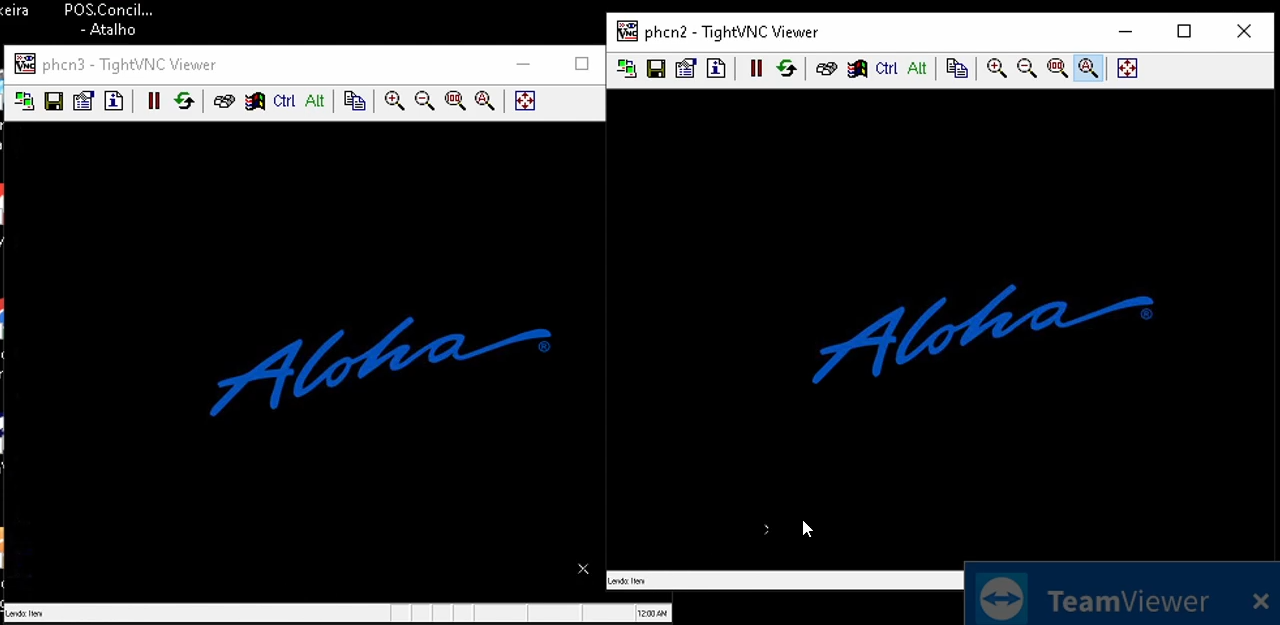 keira
POS.Concil...
- Atalho
phcn3 - TightVNC Viewer
Ctrl Alt
Aloha®
Lendo: Item
12:00 AM
phcn2 - TightVNC Viewer
Ctrl Alt
Aloha®
Lendo: Item
TeamViewer